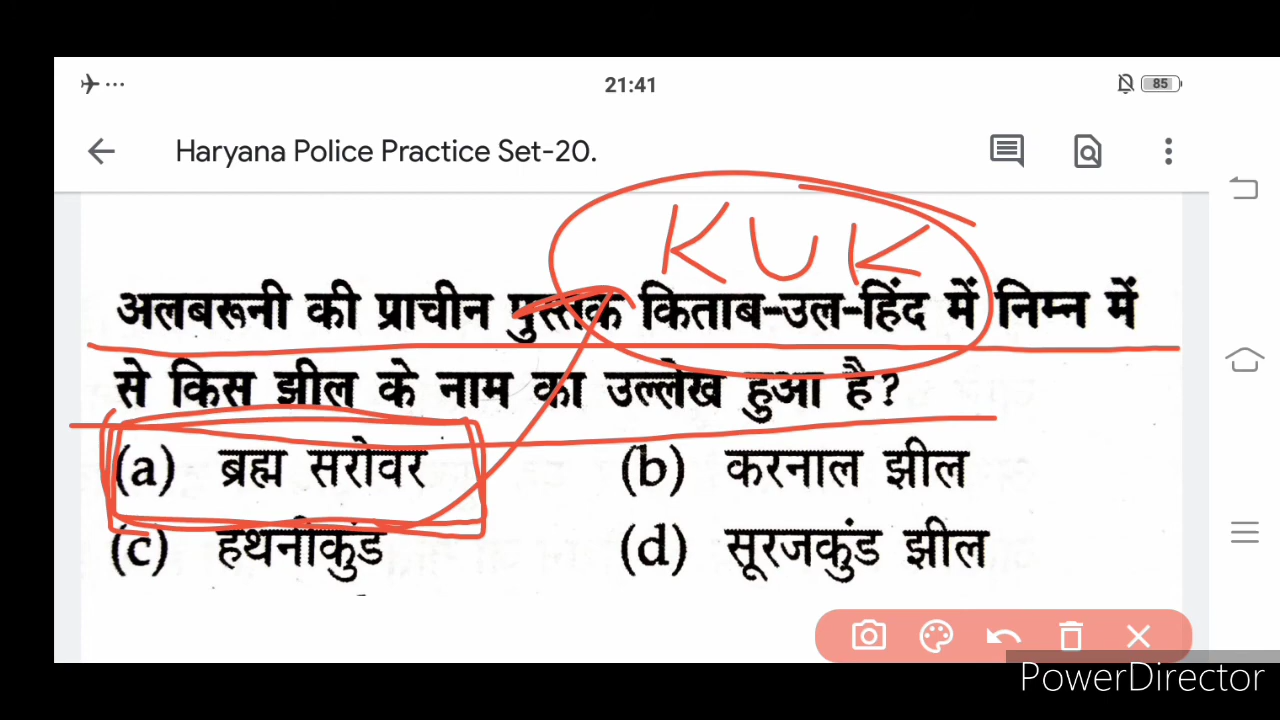 21:41
85
Haryana Police Practice Set-20.
KUK
अलबरूनी की प्राचीन पुस्तक किताब-उल-हिंद में निम्न में
से किस झील के नाम का उल्लेख हुआ है?
(a) ब्रह्म सरोवर (b) करनाल झील
(c) हथनीकुंड (d) सूरजकुंड झील
PowerDirector